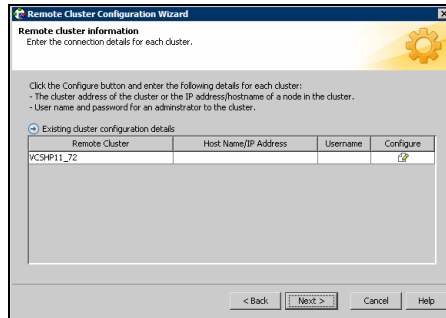 Remote Cluster Configuration Wizard
Remote cluster information
Enter the connection details for each cluster.
Click the Configure button and enter the following details for each cluster:
- The cluster address of the cluster or the IP address/hostname of a node in the cluster.
- User name and password for an adminstrator to the cluster.
Existing cluster configuration details
Remote Cluster Host Name/IP Address Username Configure
VCSHP11_72
< Back Next > Cancel Help